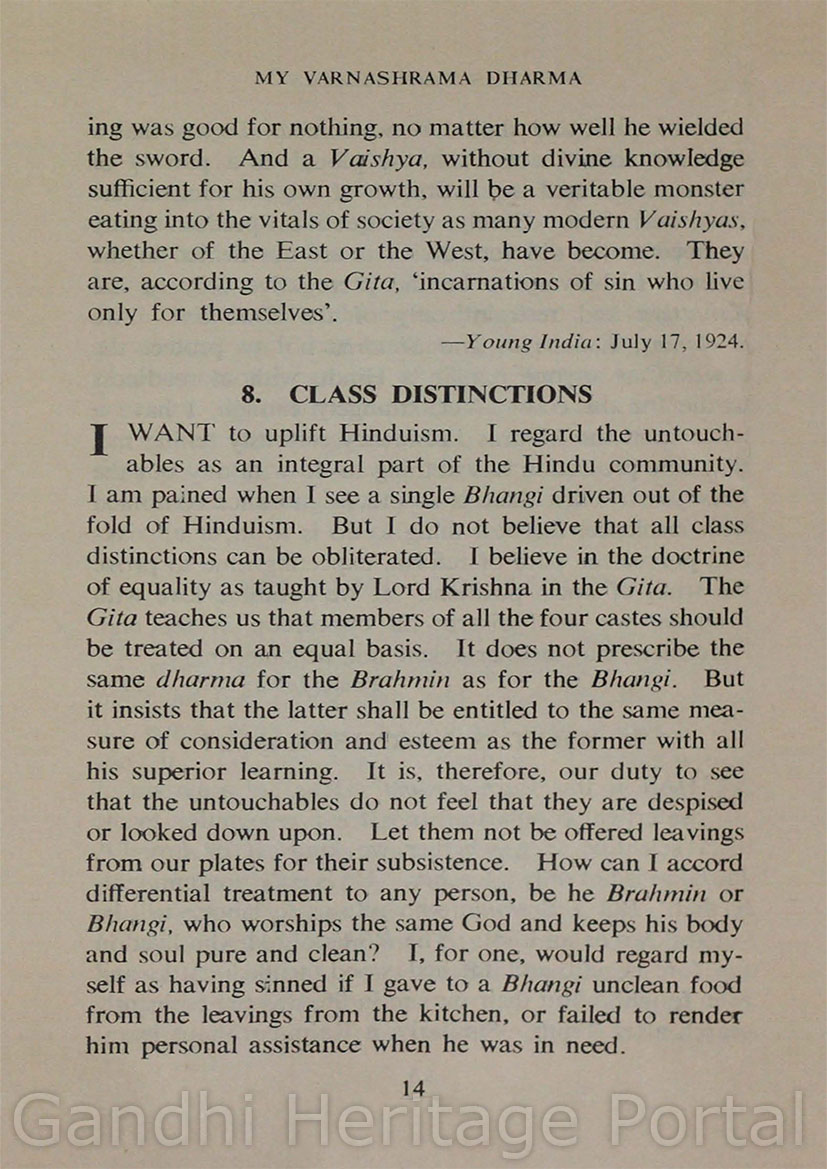 MY VARNASHRAMA DHARMA
ing was good for nothing, no matter how well he wielded
the sword. And a Vaishya, without divine knowledge
sufficient for his own growth, will be a veritable monster
eating into the vitals of society as many modern Vaishyas,
whether of the East or the West, have become. They
are, according to the Gita, ‘incarnations of sin who live
only for themselves’.
—Young India: July 17, 1924.
8. CLASS DISTINCTIONS
I WANT to uplift Hinduism. I regard the untouch-
ables as an integral part of the Hindu community.
I am pained when I see a single Bhangi driven out of the
fold of Hinduism. But I do not believe that all class
distinctions can be obliterated. I believe in the doctrine
of equality as taught by Lord Krishna in the Gita. The
Gita teaches us that members of all the four castes should
be treated on an equal basis. It does not prescribe the
same dharma for the Brahmin as for the Bhangi. But
it insists that the latter shall be entitled to the same mea-
sure of consideration and esteem as the former with all
his superior learning. It is, therefore, our duty to see
that the untouchables do not feel that they are despised
or looked down upon. Let them not be offered leavings
from our plates for their subsistence. How can I accord
differential treatment to any person, be he Brahmin or
Bhangi, who worships the same God and keeps his body
and soul pure and clean? I, for one, would regard my-
self as having sinned if I gave to a Bhangi unclean food
from the leavings from the kitchen, or failed to render
him personal assistance when he was in need.
14
Gandhi Heritage Portal